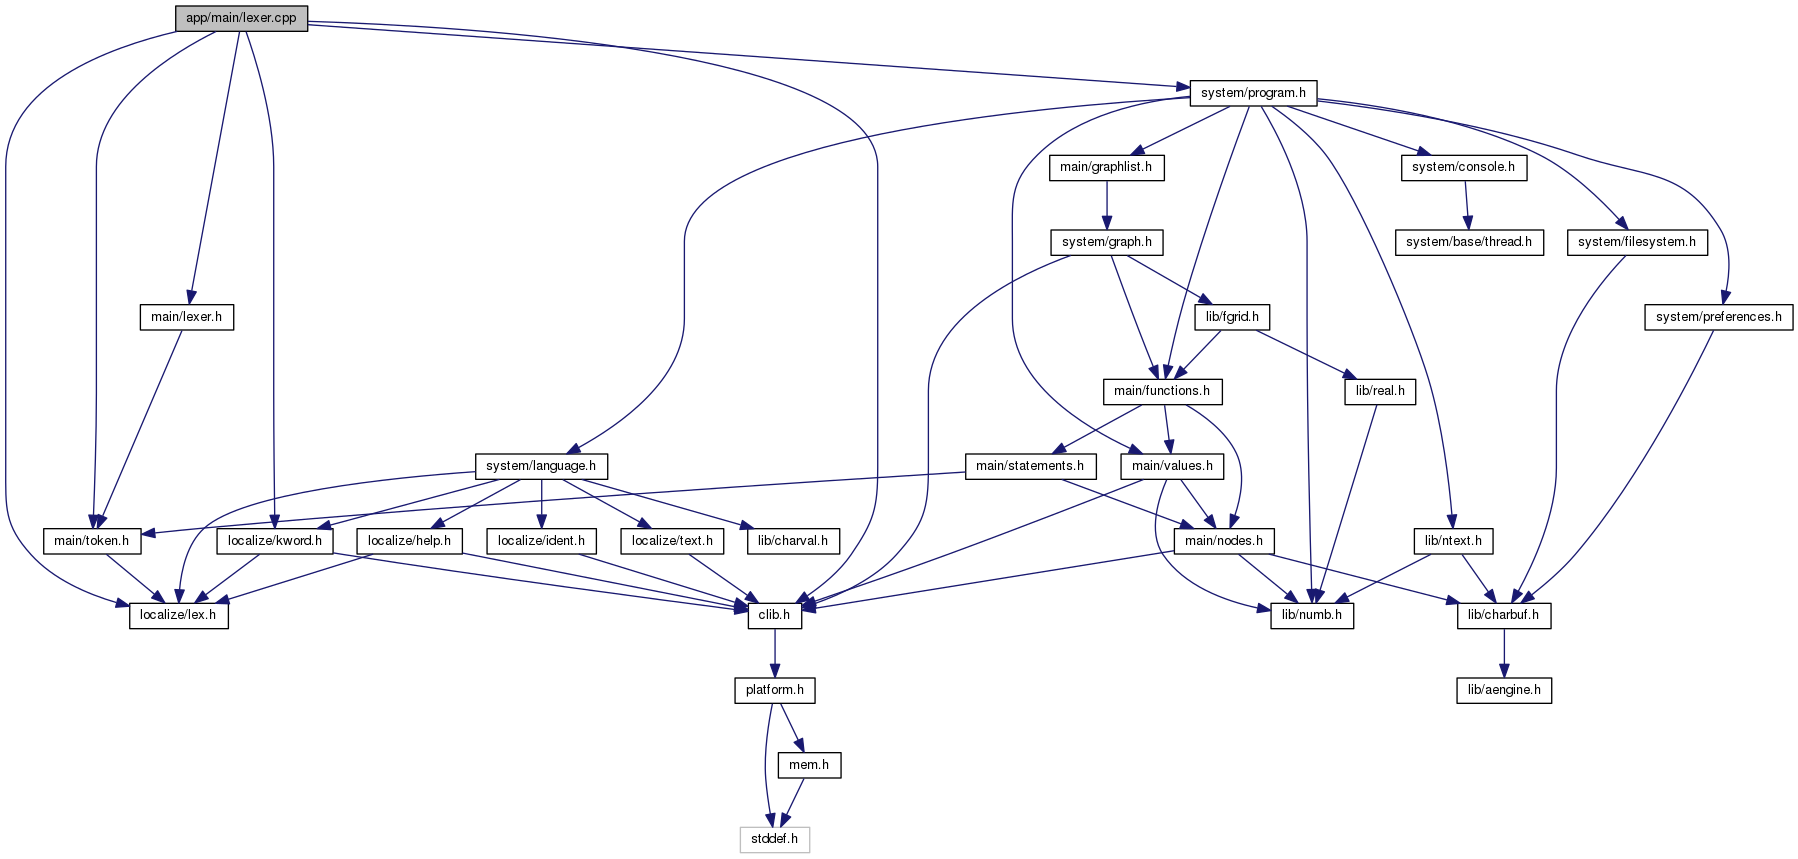 app/main/lexer.cpp
system/program.h
main/graphlist.h
system/console.h
system/graph.h
system/base/thread.h
system/filesystem.h
main/lexer.h
lib/fgrid.h
system/preferences.h
main/functions.h
lib/real.h
system/language.h
main/statements.h
main/values.h
main/token.h
localize/kword.h
localize/help.h
localize/ident.h
localize/text.h
lib/charval.h
main/nodes.h
lib/ntext.h
localize/lex.h
clib.h
lib/numb.h
lib/charbuf.h
platform.h
lib/aengine.h
mem.h
stddef.h